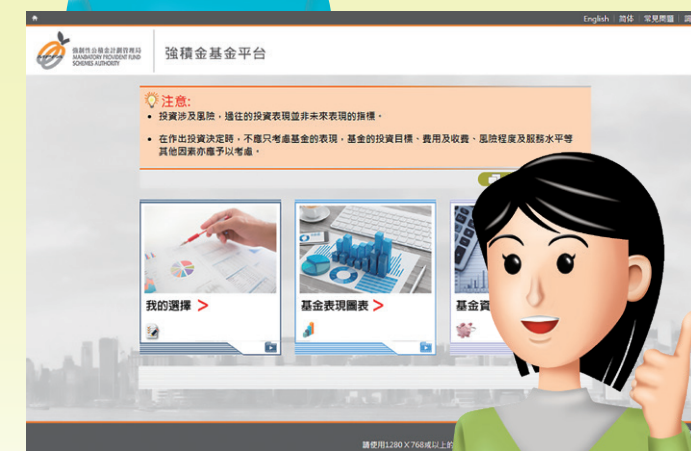 English | 简体 | 常見問題
強制性公積金計劃管理局
MANDATORY PROVIDENT FUND
SCHEMES AUTHORITY
強積金基金平台
注意:
• 投資涉及風險，過往的投資表現並非未來表現的指標。
• 在作出投資決定時，不應只考慮基金的表現，基金的投資目標、費用及收費、風險程度及服務水平等
其他因素亦應予以考慮。
我的選擇 >
基金表現圖表 >
基金資
請使用1280 X 768或以上的